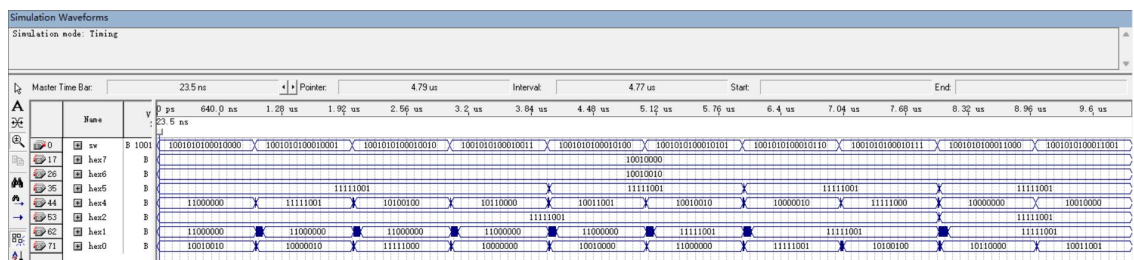 Simulation Waveforms
Simulation mode: Timing
Master Time Bar: 23.5 ns Pointer: 4.79 us Interval: 4.77 us Start: End:
A Name V 0 ps 640.0 ns 1.28 us 1.92 us 2.56 us 3.2 us 3.84 us 4.48 us 5.12 us 5.76 us 6.4 us 7.04 us 7.68 us 8.32 us 8.96 us 9.6 us
23.5 ns
0 sw B 1001 1001010100010000 1001010100010001 1001010100010010 1001010100010011 1001010100010100 1001010100010101 1001010100010110 1001010100010111 1001010100011000 1001010100011001
17 hex7 B 10010000
26 hex6 B 10010010
35 hex5 B 11111001 11111001 11111001 11111001
44 hex4 B 11000000 11111001 10100100 10110000 10011001 10010010 10000010 11111000 10000000 10010000
53 hex2 B 11111001 11111001
62 hex1 B 11000000 11000000 11000000 11000000 11000000 11111001 11111001 11111001
71 hex0 B 10010010 10000010 11111000 10000000 10010000 11000000 11111001 10100100 10110000 10011001